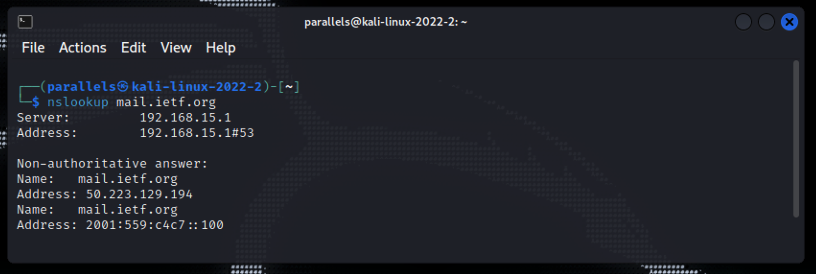 parallels@kali-linux-2022-2: ~
File Actions Edit View Help
┌──(parallels㉿kali-linux-2022-2)-[~]
└─$ nslookup mail.ietf.org
Server:         192.168.15.1
Address:        192.168.15.1#53

Non-authoritative answer:
Name:   mail.ietf.org
Address: 50.223.129.194
Name:   mail.ietf.org
Address: 2001:559:c4c7::100